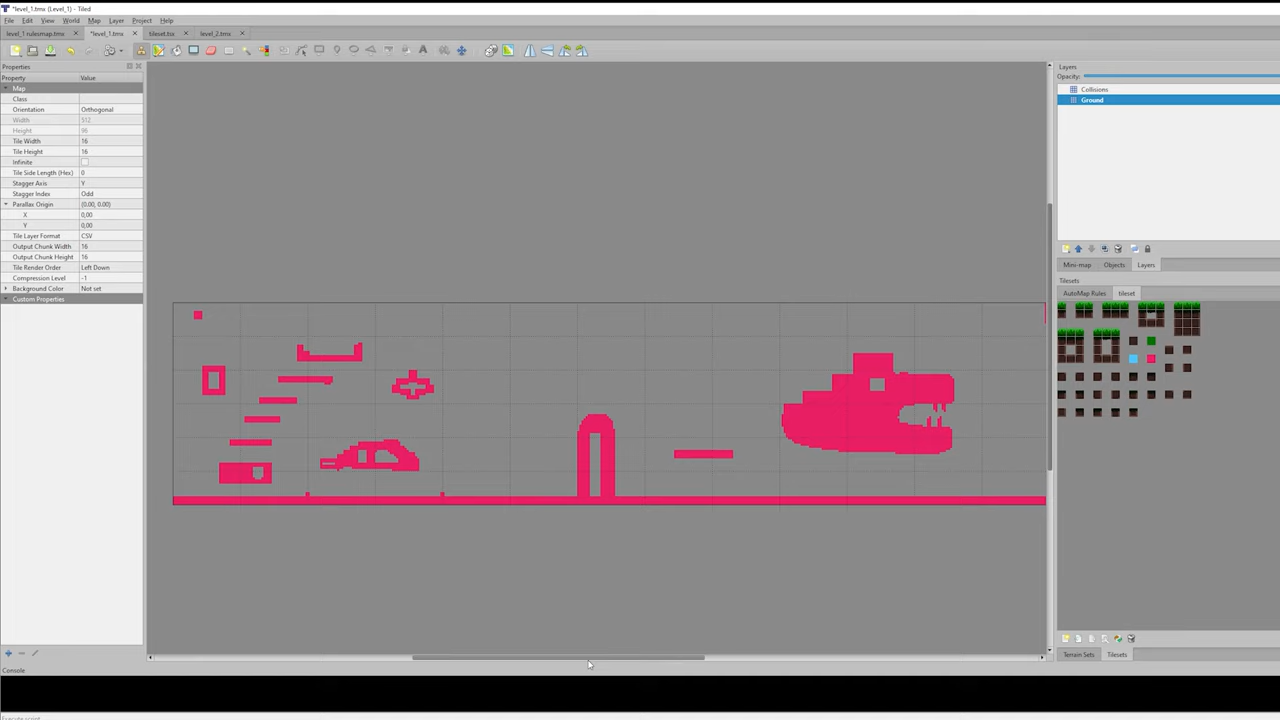 *level_1.tmx (Level_1) - Tiled
File Edit View World Map Layer Project Help
level_1 rulesmap.tmx *level_1.tmx tileset.tsx level_2.tmx
Properties
Property Value
Map
Class
Orientation Orthogonal
Width 512
Height 96
Tile Width 16
Tile Height 16
Infinite
Tile Side Length (Hex) 0
Stagger Axis Y
Stagger Index Odd
Parallax Origin (0.00, 0.00)
X 0,00
Y 0,00
Tile Layer Format CSV
Output Chunk Width 16
Output Chunk Height 16
Tile Render Order Left Down
Compression Level -1
Background Color Not set
Custom Properties
Console
Execute script
Layers
Opacity:
Collisions
Ground
Mini-map Objects Layers
Tilesets
AutoMap Rules tileset
Terrain Sets Tilesets